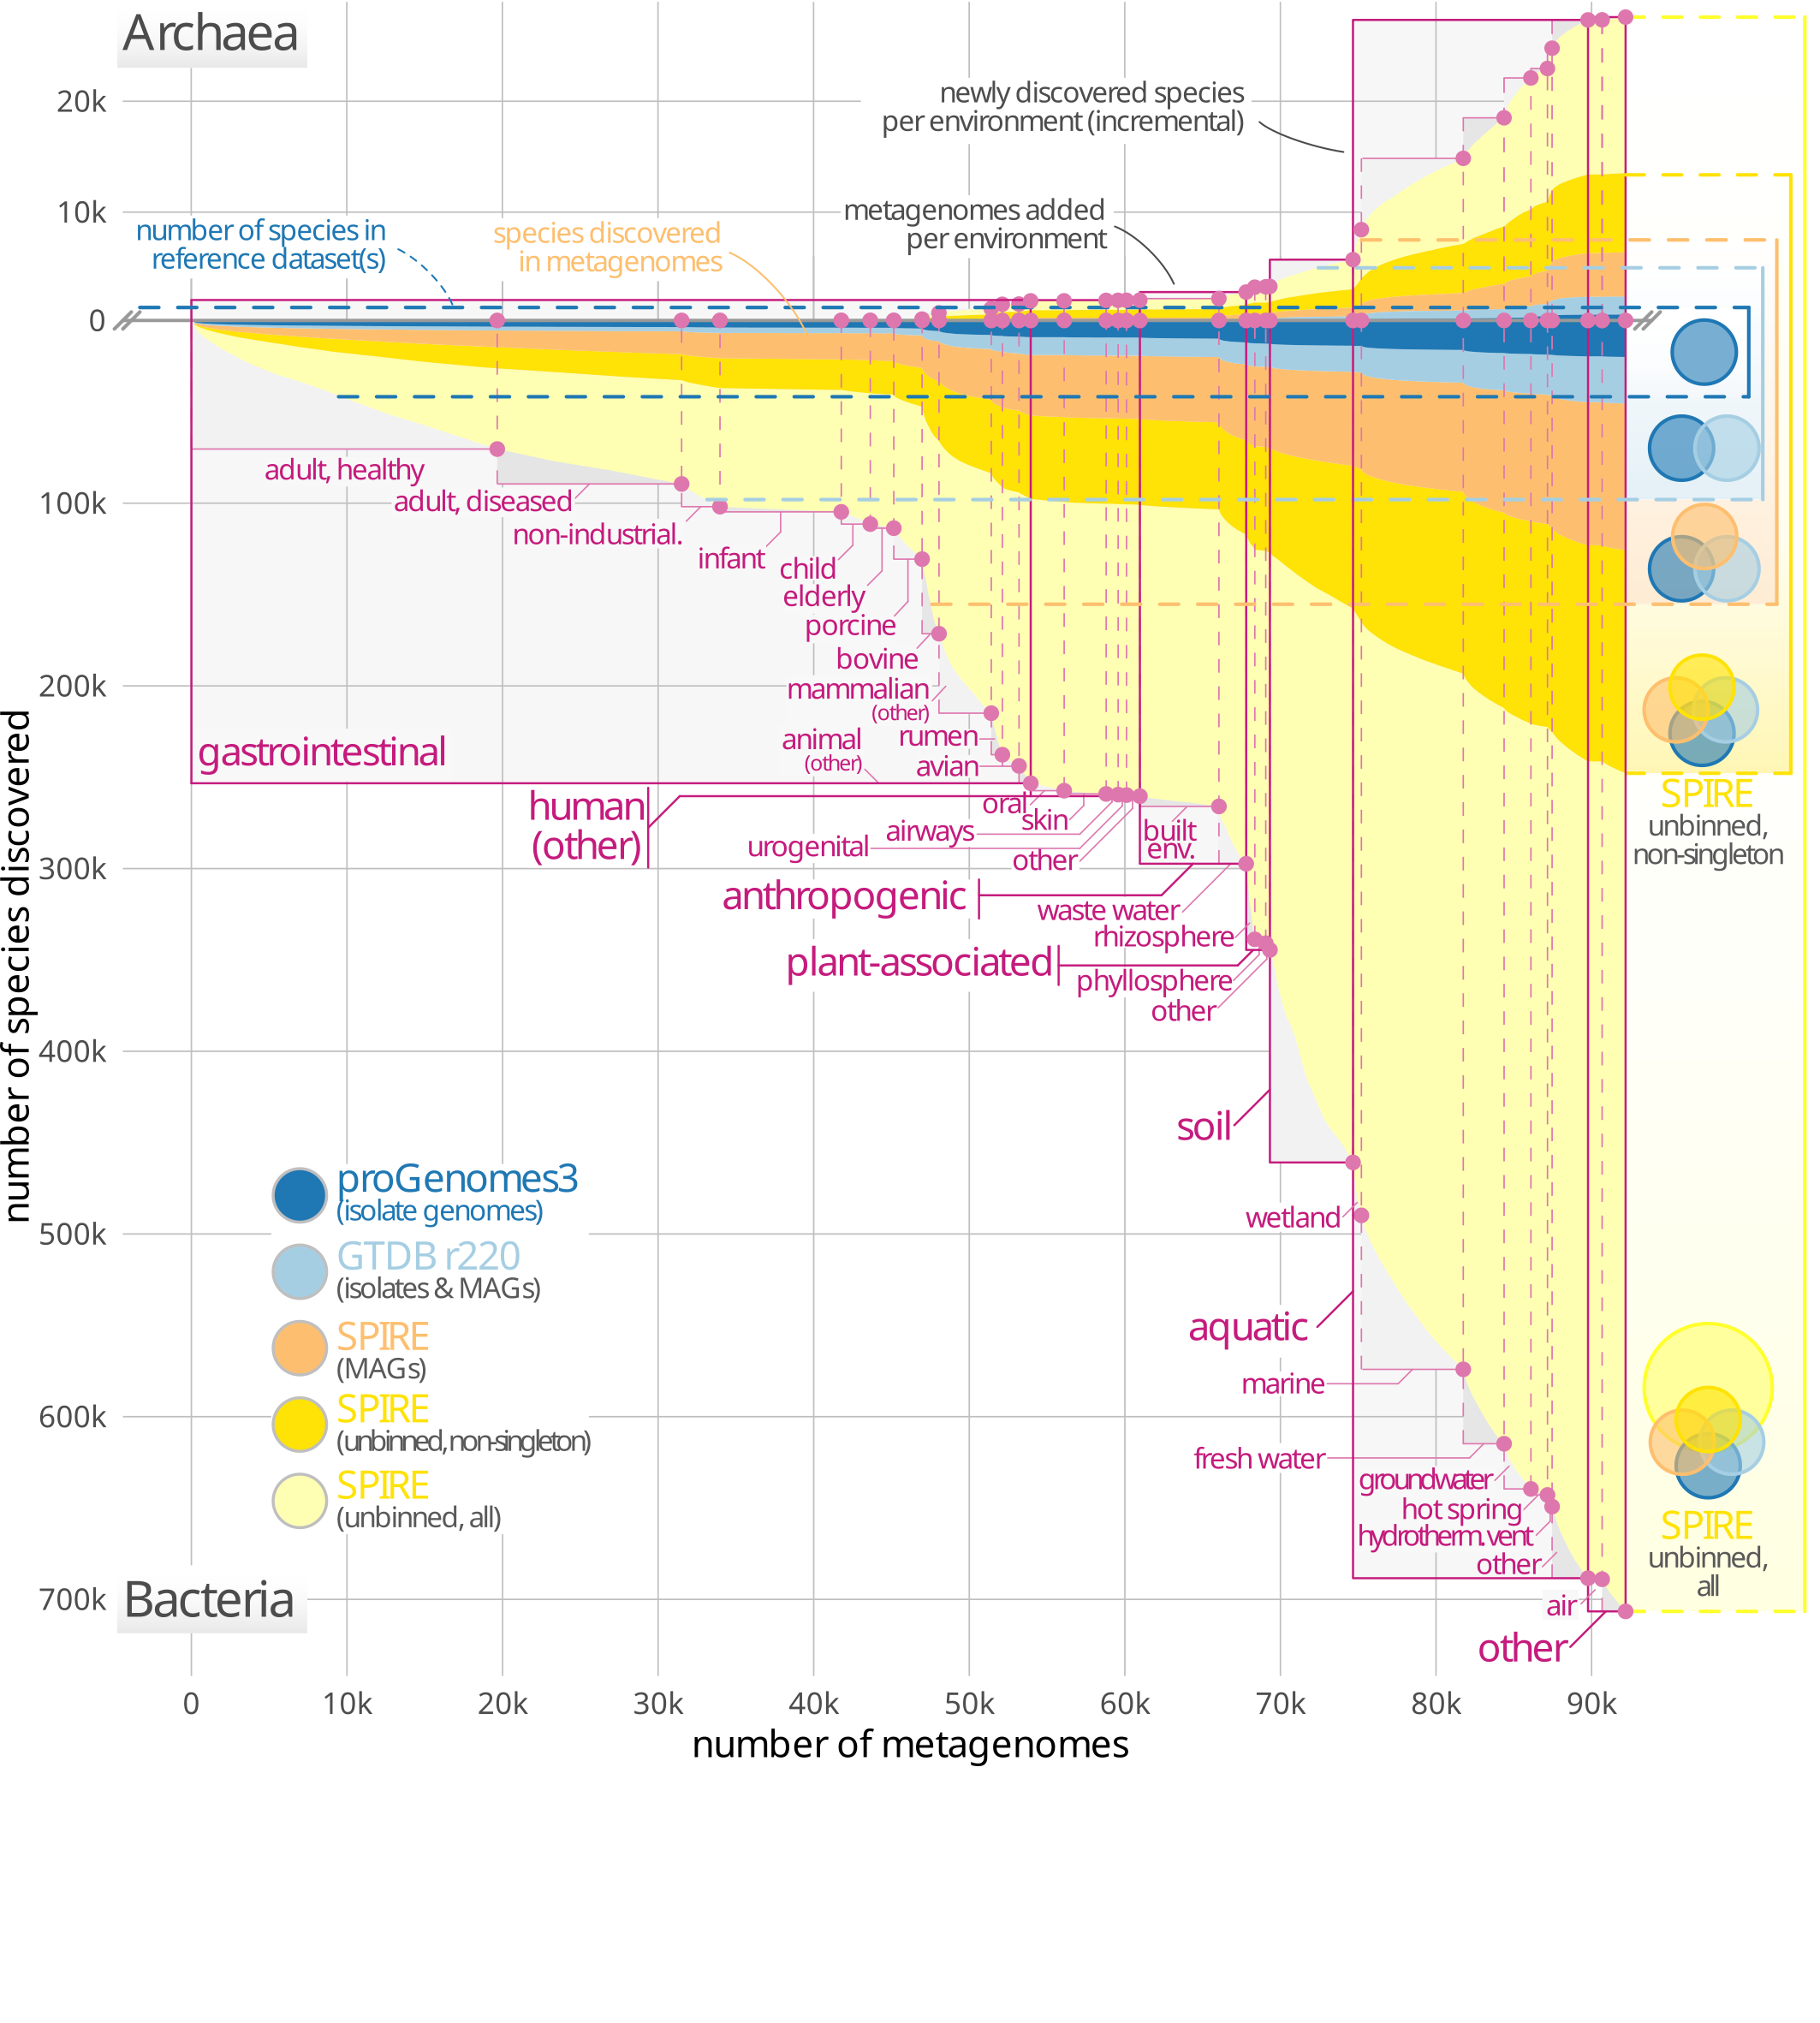 Archaea
20k
10k
0
100k
200k
300k
400k
500k
600k
700k
number of species discovered
newly discovered species
per environment (incremental)
metagenomes added
per environment
number of species in
reference dataset(s)
species discovered
in metagenomes
adult, healthy
adult, diseased
non-industrial.
infant
child
elderly
porcine
bovine
mammalian
(other)
rumen
animal
(other)
avian
gastrointestinal
human
(other)
oral
skin
airways
urogenital
other
built
env.
anthropogenic
waste water
rhizosphere
plant-associated
phyllosphere
other
soil
wetland
aquatic
marine
fresh water
groundwater
hot spring
hydrotherm. vent
other
air
other
SPIRE
unbinned,
non-singleton
SPIRE
unbinned,
all
proGenomes3
(isolate genomes)
GTDB r220
(isolates & MAGs)
SPIRE
(MAGs)
SPIRE
(unbinned, non-singleton)
SPIRE
(unbinned, all)
Bacteria
0
10k
20k
30k
40k
50k
60k
70k
80k
90k
number of metagenomes